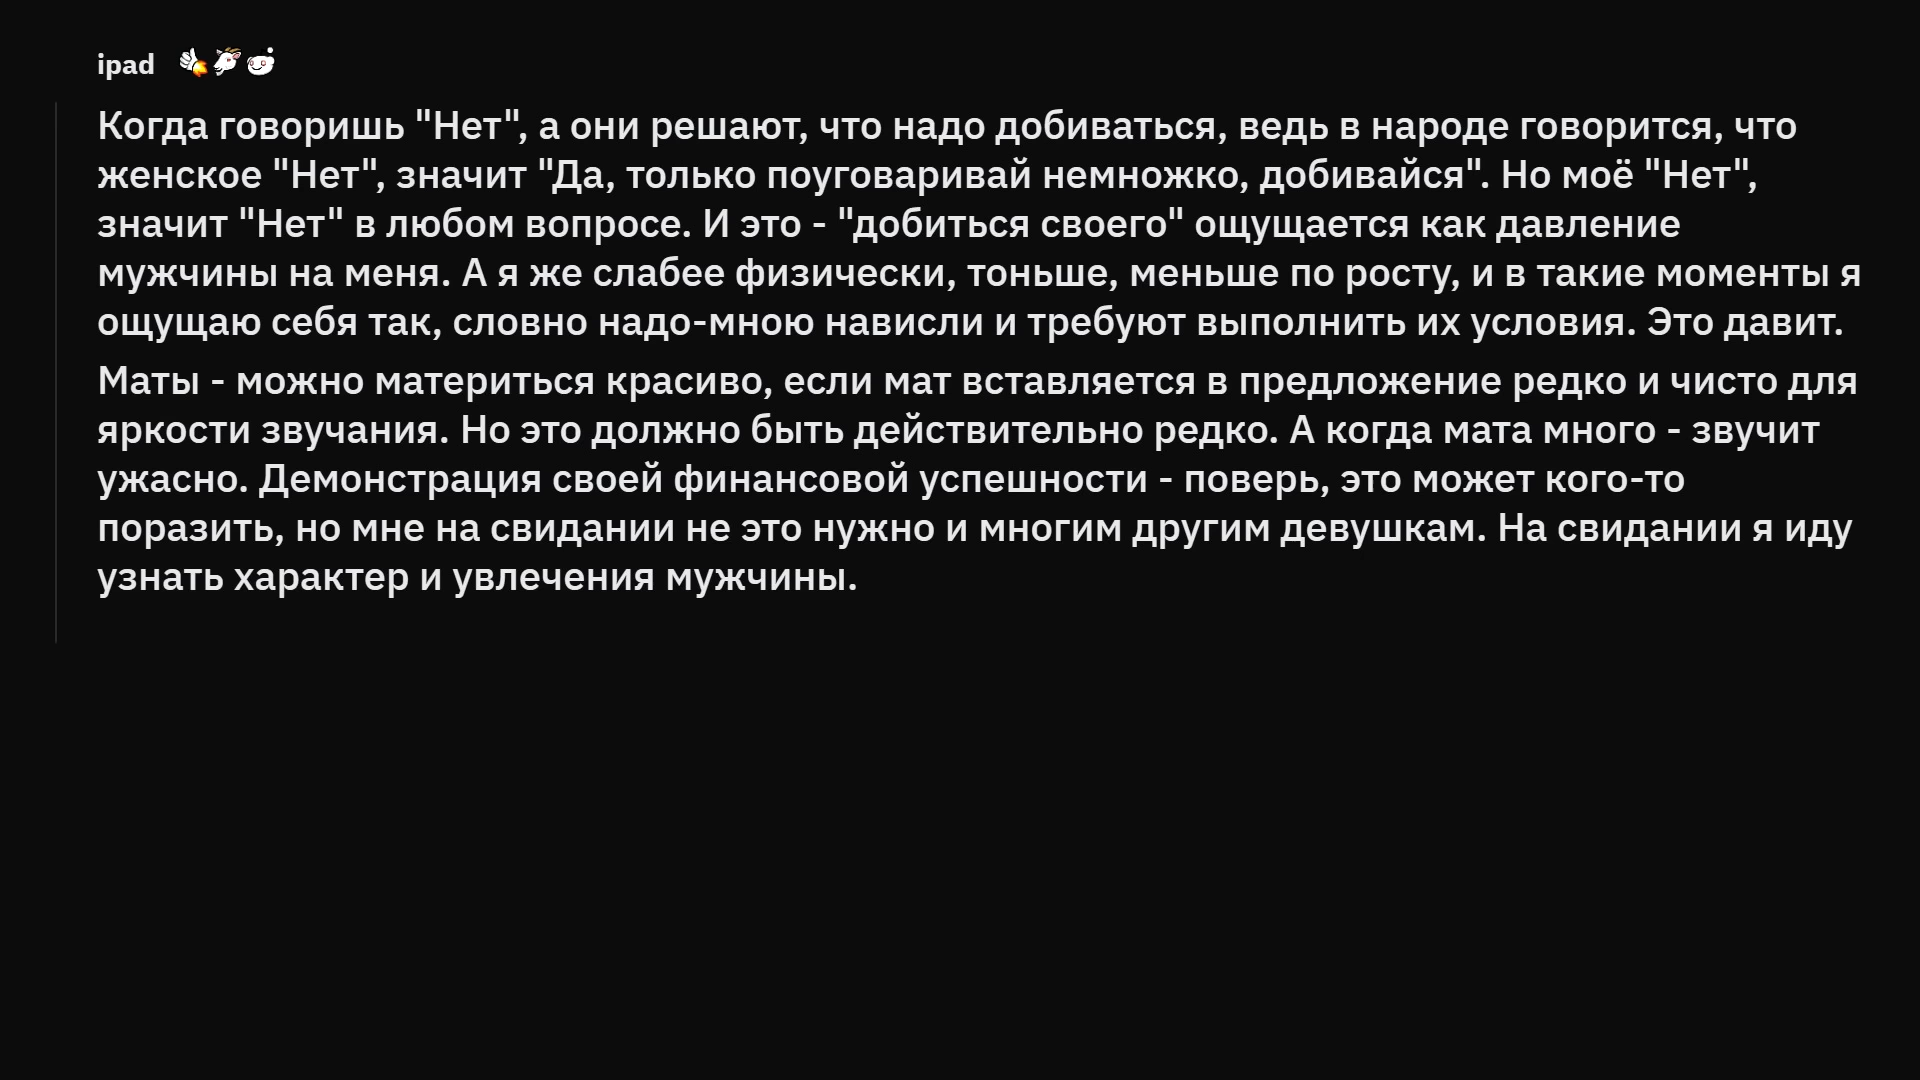 ipad
Когда говоришь "Нет", а они решают, что надо добиваться, ведь в народе говорится, что
женское "Нет", значит "Да, только поуговаривай немножко, добивайся". Но моё "Нет",
значит "Нет" в любом вопросе. И это - "добиться своего" ощущается как давление
мужчины на меня. А я же слабее физически, тоньше, меньше по росту, и в такие моменты я
ощущаю себя так, словно надо-мною нависли и требуют выполнить их условия. Это давит.
Маты - можно материться красиво, если мат вставляется в предложение редко и чисто для
яркости звучания. Но это должно быть действительно редко. А когда мата много - звучит
ужасно. Демонстрация своей финансовой успешности - поверь, это может кого-то
поразить, но мне на свидании не это нужно и многим другим девушкам. На свидании я иду
узнать характер и увлечения мужчины.